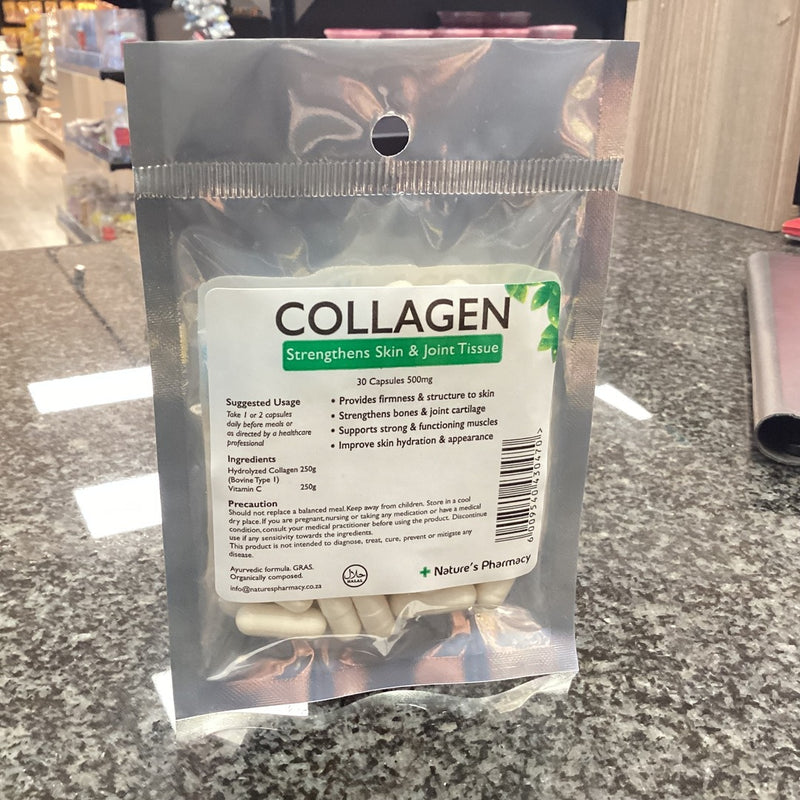 COLLAGEN
Strengthens Skin & Joint Tissue
30 Capsules 500mg
Suggested Usage
Take 1 or 2 capsules
daily before meals or
as directed by a healthcare
professional
• Provides firmness & structure to skin
• Strengthens bones & joint cartilage
• Supports strong & functioning muscles
• Improve skin hydration & appearance
Ingredients
Hydrolyzed Collagen 250g
(Bovine Type 1)
Vitamin C 250g
Precaution
Should not replace a balanced meal. Keep away from children. Store in a cool
dry place. If you are pregnant, nursing or taking any medication or have a medical
condition, consult your medical practitioner before using the product. Discontinue
use if any sensitivity towards the ingredients.
This product is not intended to diagnose, treat, cure, prevent or mitigate any
disease.
Ayurvedic formula. GRAS.
Organically composed.
info@naturespharmacy.co.za
حلال
HALAL
Nature's Pharmacy
6 009540 430470 >